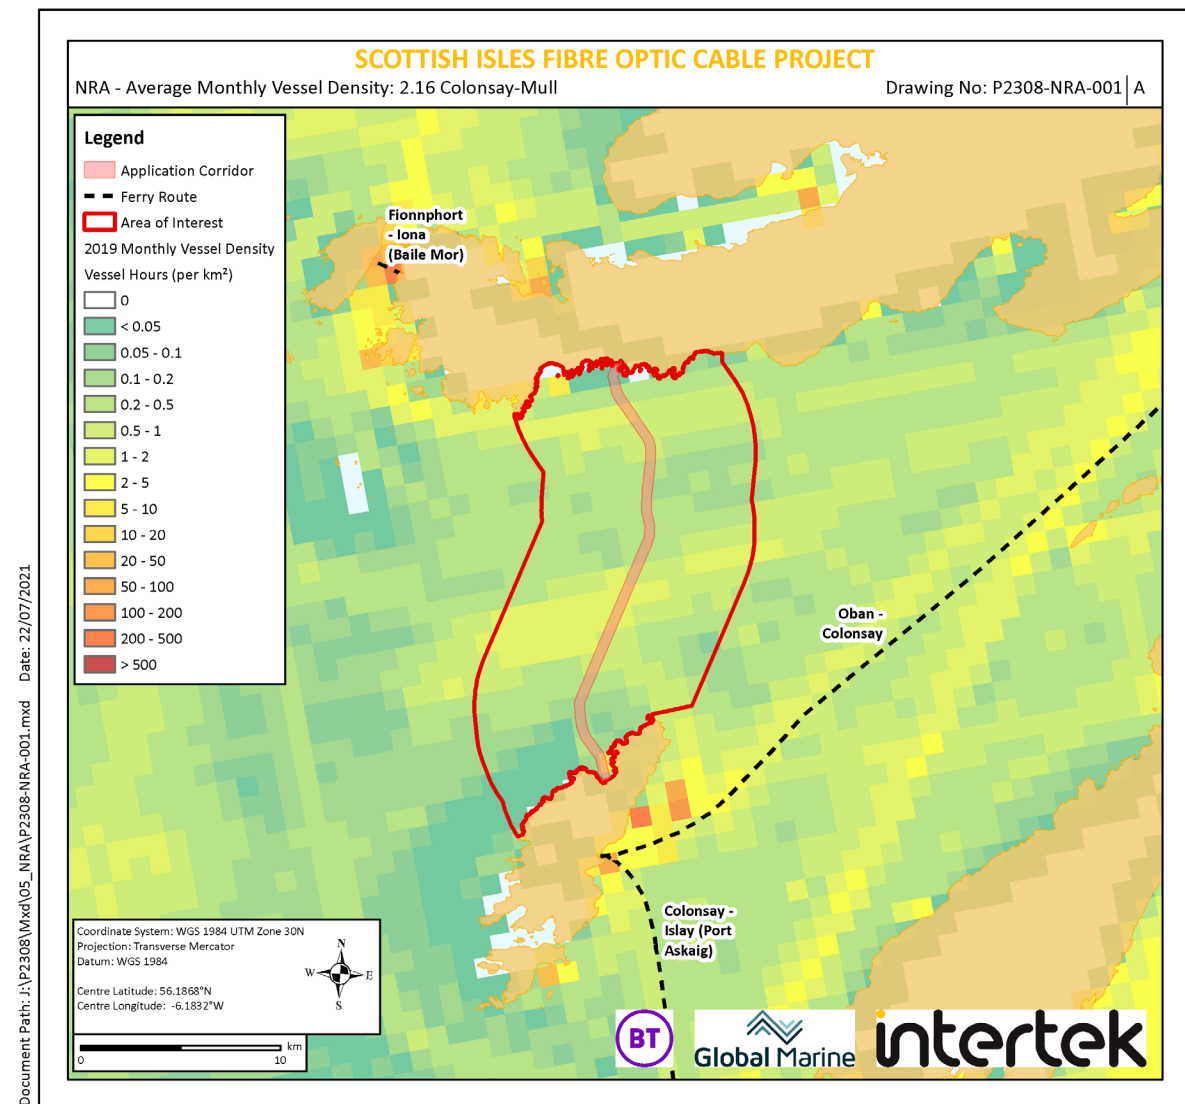 SCOTTISH ISLES FIBRE OPTIC CABLE PROJECT
NRA - Average Monthly Vessel Density: 2.16 Colonsay-Mull
Drawing No: P2308-NRA-001 A
Legend
Application Corridor
Ferry Route
Area of Interest
2019 Monthly Vessel Density
Vessel Hours (per km²)
0
< 0.05
0.05 - 0.1
0.1 - 0.2
0.2 - 0.5
0.5 - 1
1 - 2
2 - 5
5 - 10
10 - 20
20 - 50
50 - 100
100 - 200
200 - 500
> 500
Fionnphort
- Iona
(Baile Mor)
Oban -
Colonsay
Colonsay -
Islay (Port
Askaig)
Coordinate System: WGS 1984 UTM Zone 30N
Projection: Transverse Mercator
Datum: WGS 1984
Centre Latitude: 56.1868°N
Centre Longitude: -6.1832°W
N
W
E
S
km
0
10
BT
Global Marine
intertek
Document Path: J:\P2308\Mxd\05_NRA\P2308-NRA-001.mxd Date: 22/07/2021